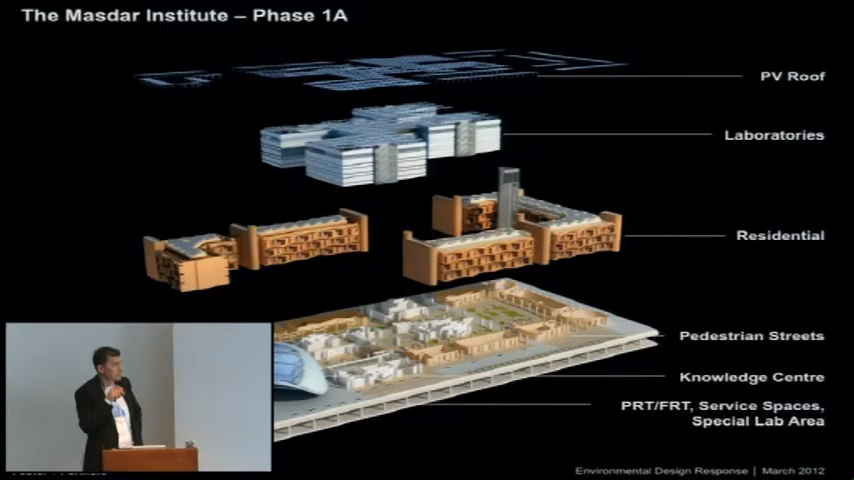 The Masdar Institute – Phase 1A
PV Roof
Laboratories
Residential
Pedestrian Streets
Knowledge Centre
PRT/FRT, Service Spaces,
Special Lab Area
Environmental Design Response | March 2012